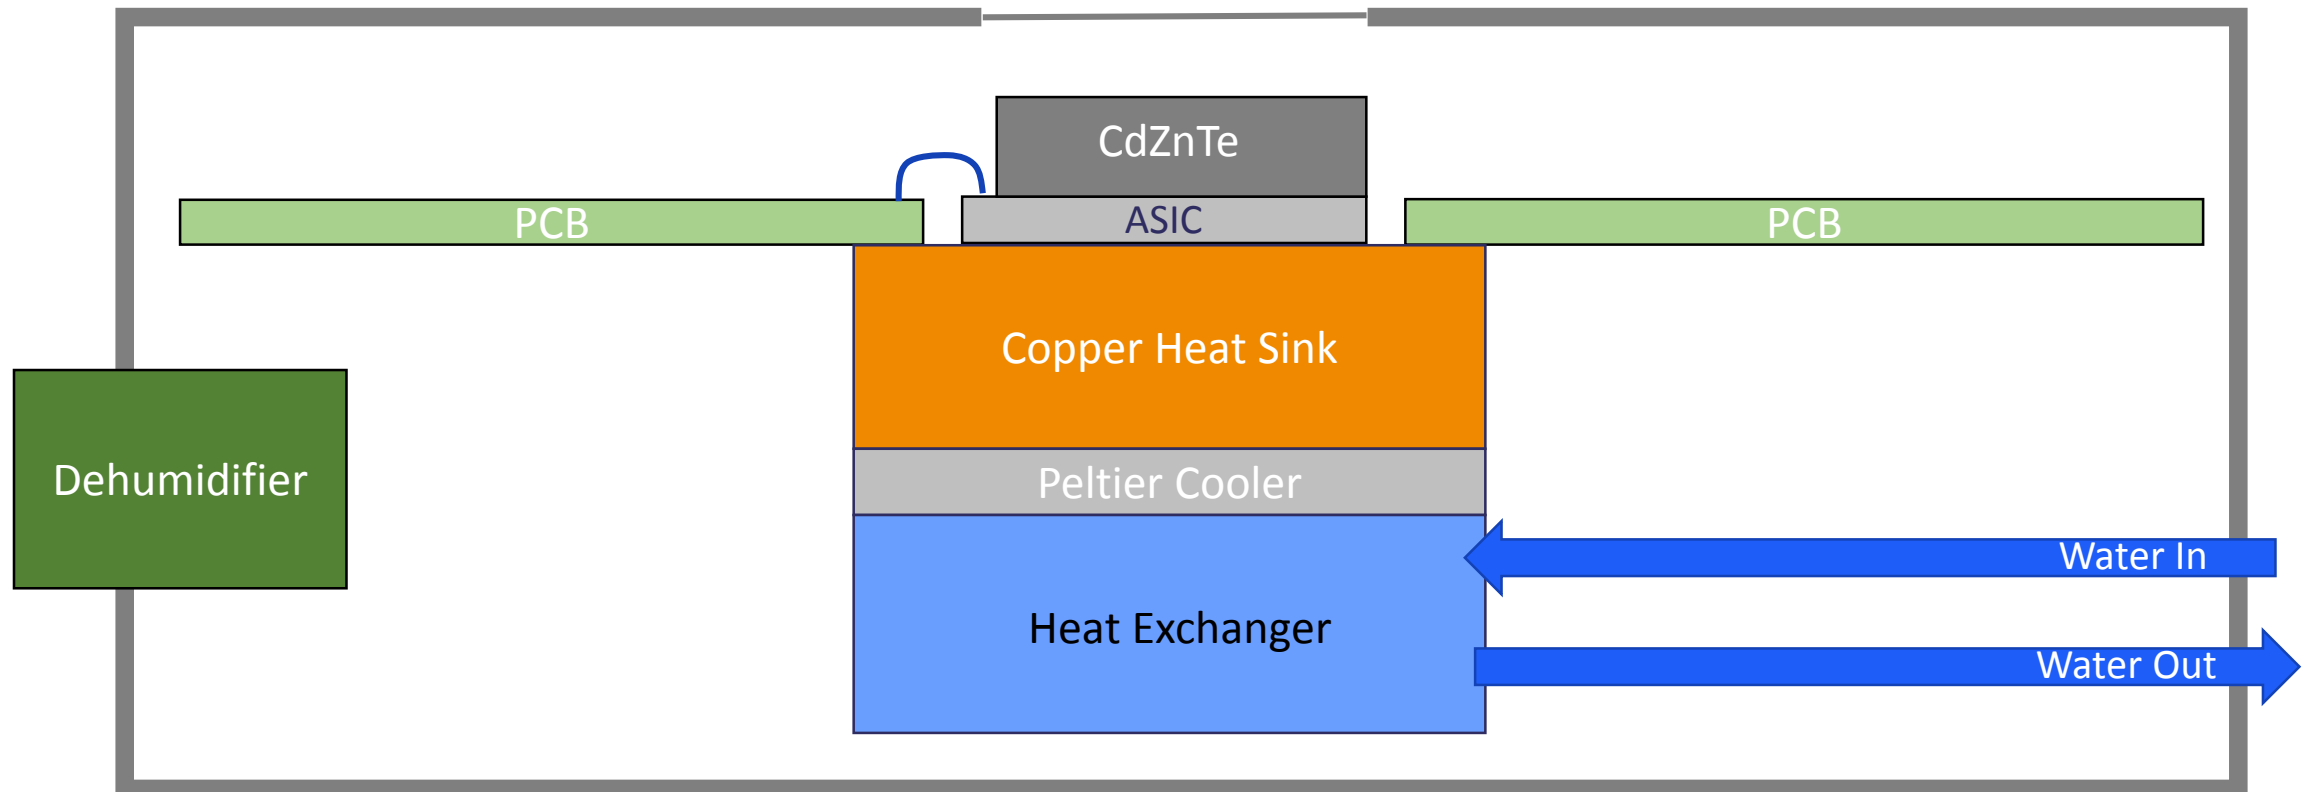 CdZnTe
PCB
ASIC
PCB
Copper Heat Sink
Dehumidifier
Peltier Cooler
Water In
Heat Exchanger
Water Out